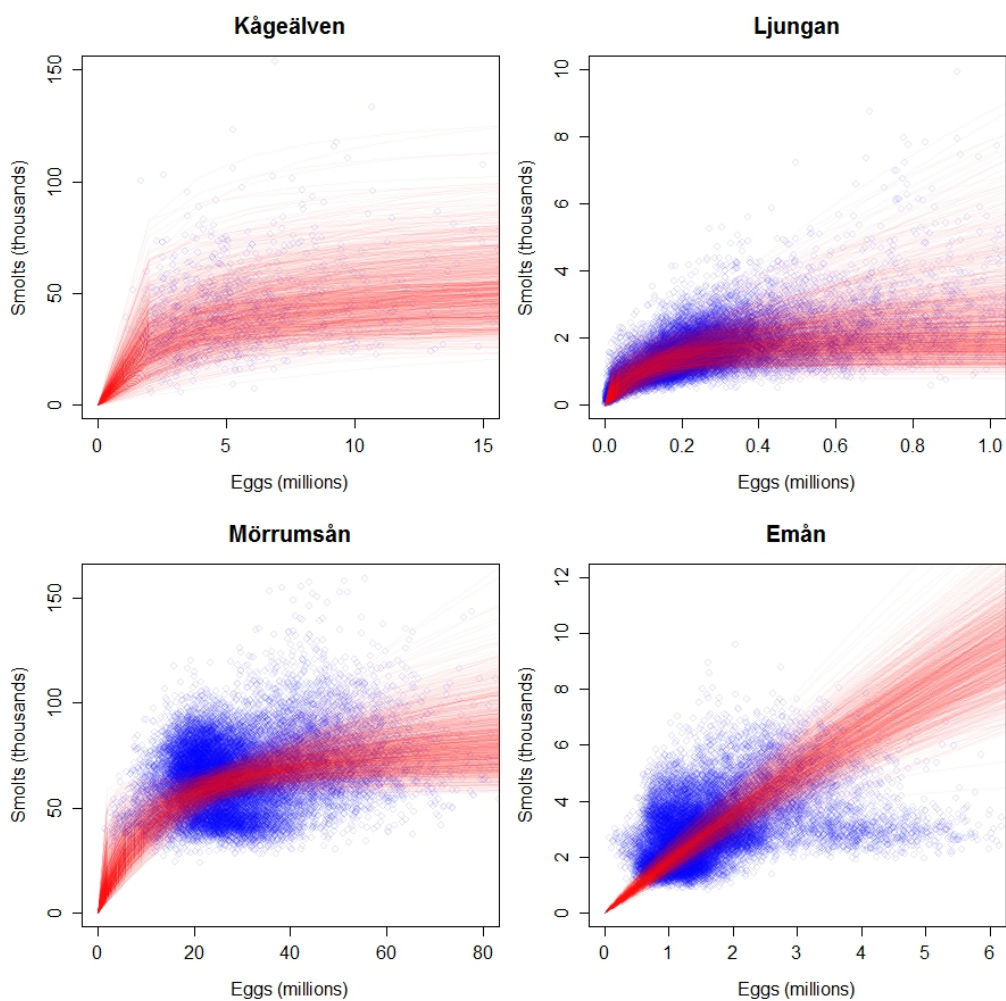 Kågeälven
Smolts (thousands)
150
100
50
0
0 5 10 15
Eggs (millions)
Ljungan
Smolts (thousands)
10
8
6
4
2
0
0.0 0.2 0.4 0.6 0.8 1.0
Eggs (millions)
Mörrumsån
Smolts (thousands)
150
100
50
0
0 20 40 60 80
Eggs (millions)
Emån
Smolts (thousands)
12
10
8
6
4
2
0
0 1 2 3 4 5 6
Eggs (millions)